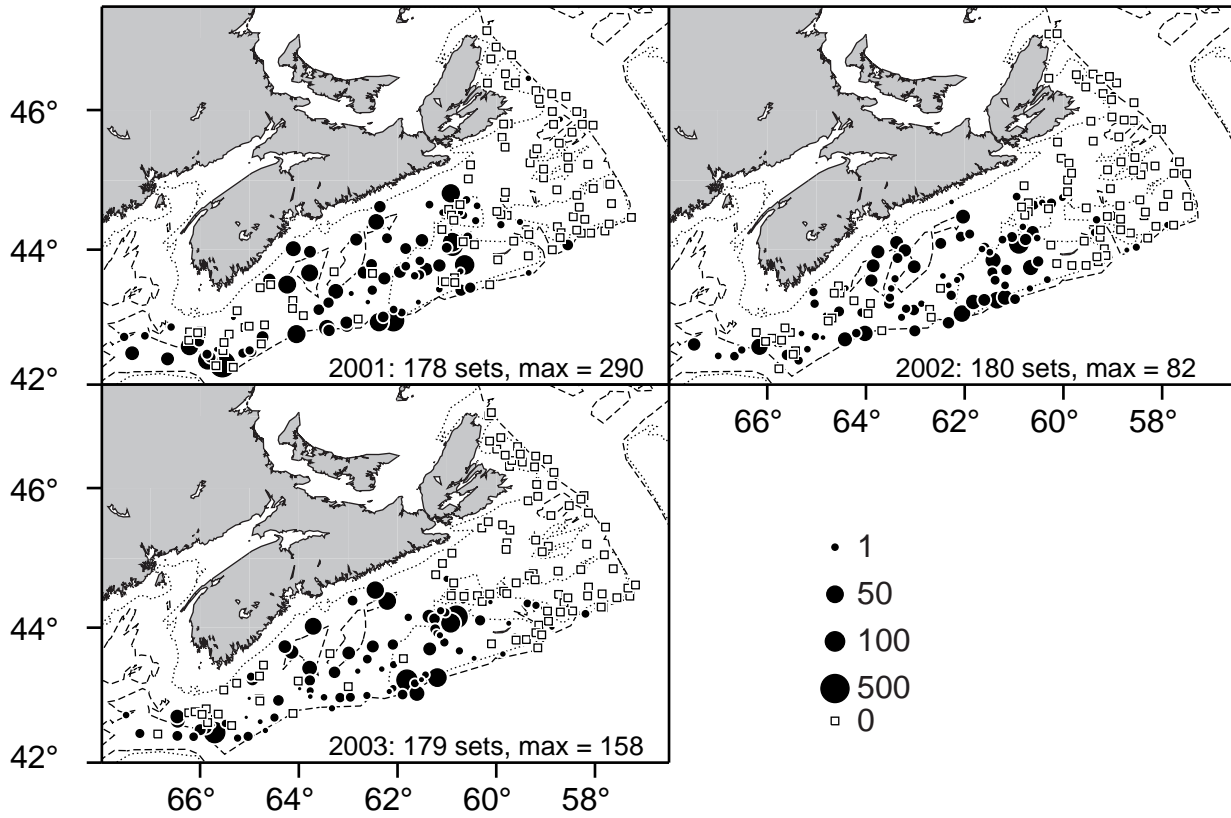 46°
44°
42°
2001: 178 sets, max = 290
2002: 180 sets, max = 82
66° 64° 62° 60° 58°
46°
44°
42°
2003: 179 sets, max = 158
66° 64° 62° 60° 58°
1
50
100
500
0